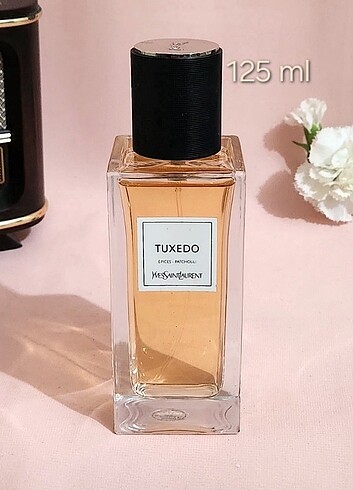 125 ml
TUXEDO
EPICES - PATCHOULI
YVESSAINTLAURENT